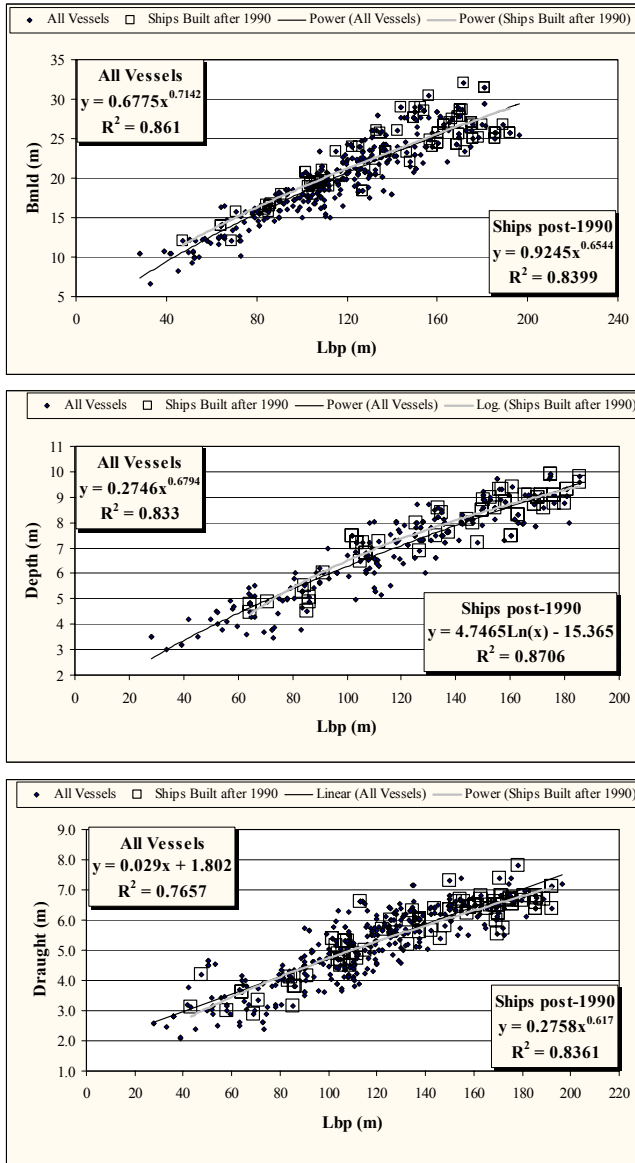 All Vessels Ships Built after 1990 Power (All Vessels) Power (Ships Built after 1990)
All Vessels
y = 0.6775x^0.7142
R² = 0.861
35
30
25
20
15
10
5
Bmld (m)
Ships post-1990
y = 0.9245x^0.6544
R² = 0.8399
0 40 80 120 160 200 240
Lbp (m)
All Vessels Ships Built after 1990 Power (All Vessels) Log. (Ships Built after 1990)
All Vessels
y = 0.2746x^0.6794
R² = 0.833
11
10
9
8
7
6
5
4
3
2
Depth (m)
Ships post-1990
y = 4.7465Ln(x) - 15.365
R² = 0.8706
0 20 40 60 80 100 120 140 160 180 200
Lbp (m)
All Vessels Ships Built after 1990 Linear (All Vessels) Power (Ships Built after 1990)
All Vessels
y = 0.029x + 1.802
R² = 0.7657
9.0
8.0
7.0
6.0
5.0
4.0
3.0
2.0
1.0
Draught (m)
Ships post-1990
y = 0.2758x^0.617
R² = 0.8361
0 20 40 60 80 100 120 140 160 180 200 220
Lbp (m)